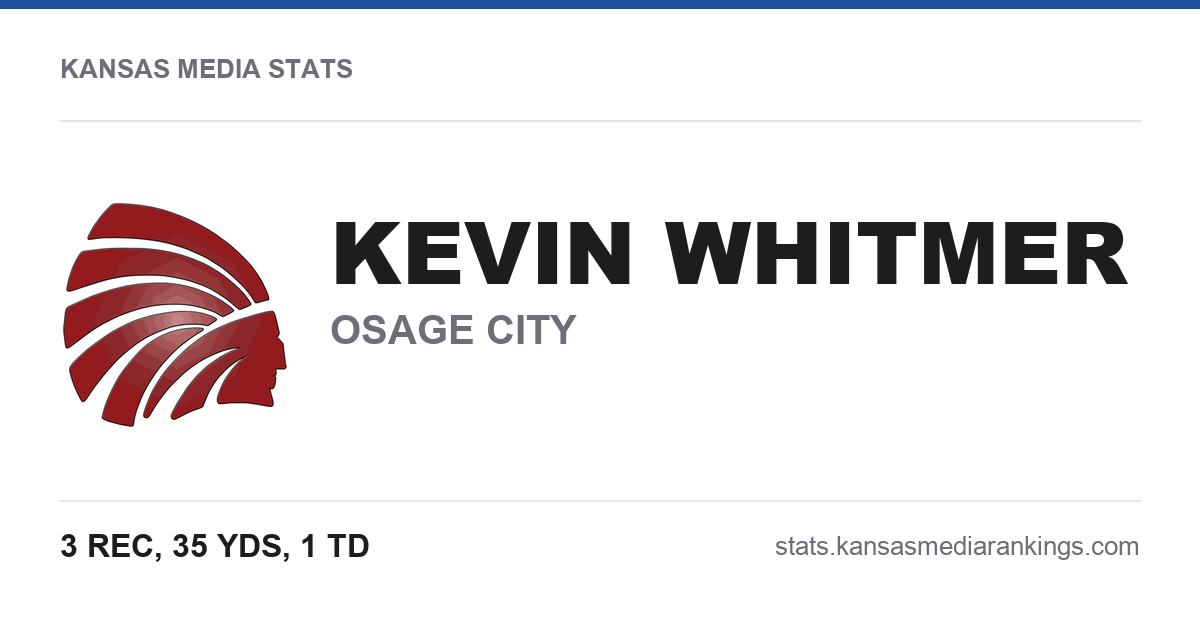 KANSAS MEDIA STATS
KEVIN WHITMER
OSAGE CITY
3 REC, 35 YDS, 1 TD
stats.kansasmediarankings.com